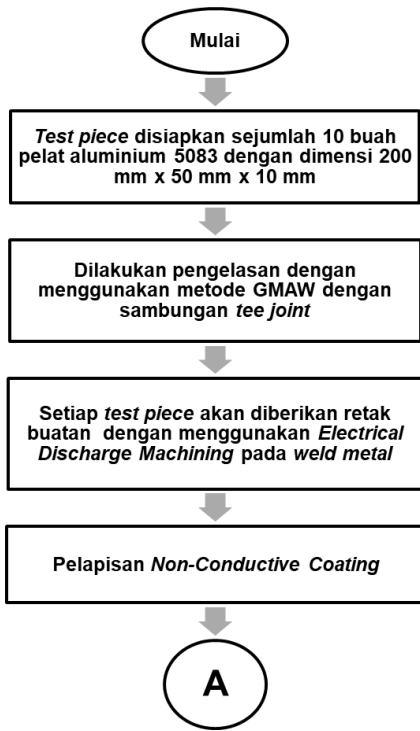 Mulai
Test piece disiapkan sejumlah 10 buah
pelat aluminium 5083 dengan dimensi 200
mm x 50 mm x 10 mm
Dilakukan pengelasan dengan
menggunakan metode GMAW dengan
sambungan tee joint
Setiap test piece akan diberikan retak
buatan dengan menggunakan Electrical
Discharge Machining pada weld metal
Pelapisan Non-Conductive Coating
A